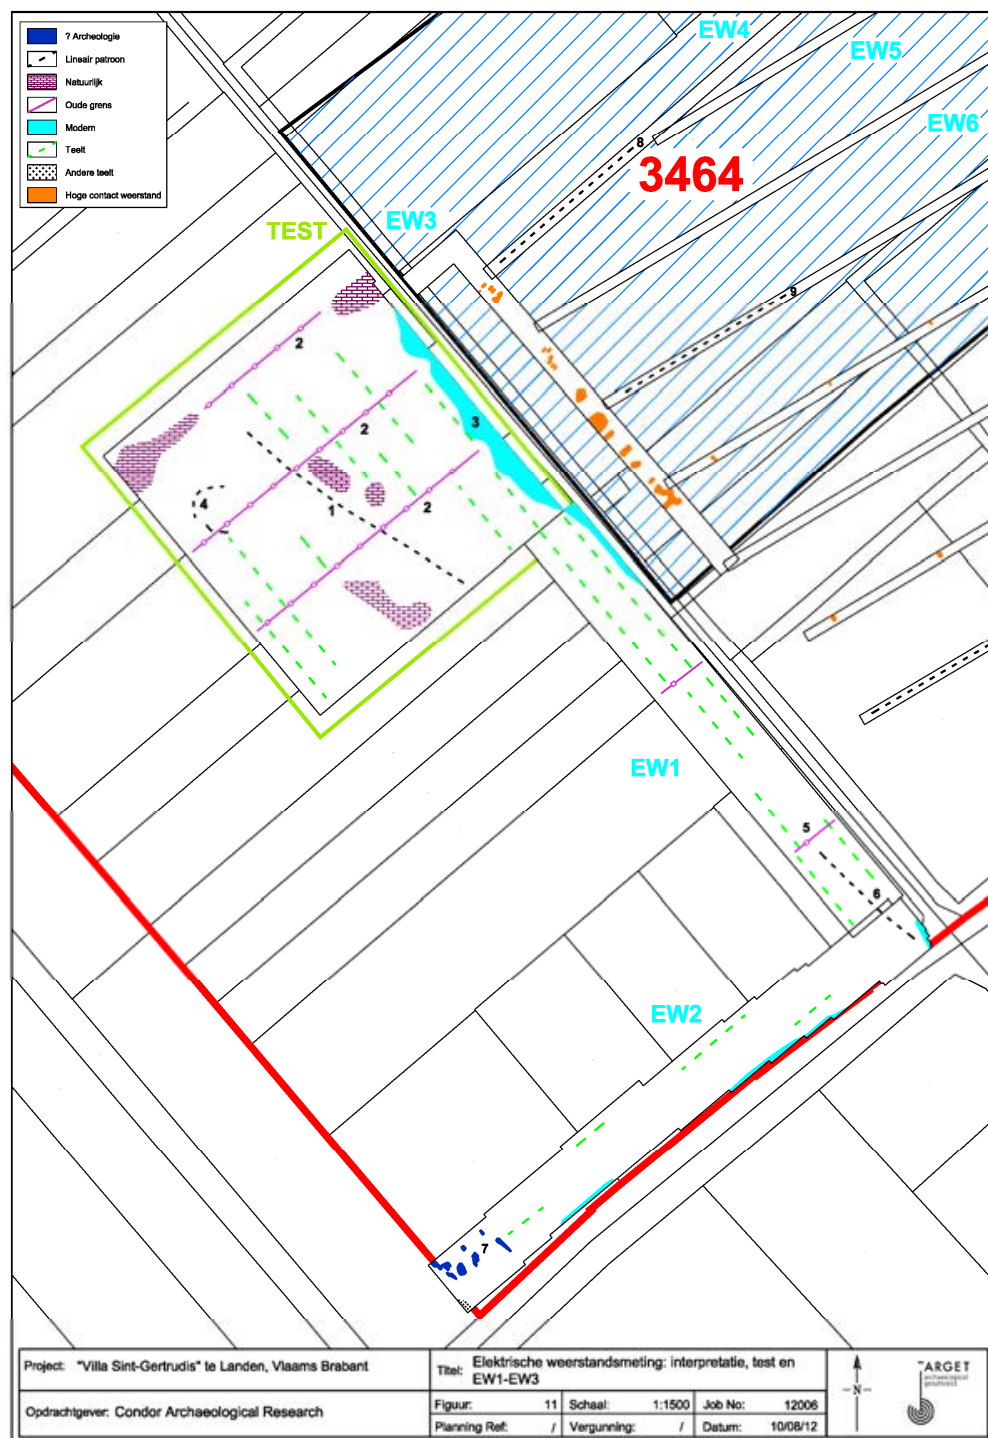 ? Archeologie
Lineair patroon
Natuurlijk
Oude grens
Modern
Teelt
Andere teelt
Hoge contact weerstand
EW4
EW5
EW6
8
3464
EW3
TEST
9
2
3
2
2
4
1
EW1
5
6
EW2
7
Project: "Villa Sint-Gertrudis" te Landen, Vlaams Brabant
Opdrachtgever: Condor Archaeological Research
Titel: Elektrische weerstandsmeting: interpretatie, test en
EW1-EW3
Figuur: 11 Schaal: 1:1500 Job No: 12006
Planning Ref: / Vergunning: / Datum: 10/08/12
-N-
TARGET
archaeological
geophysics